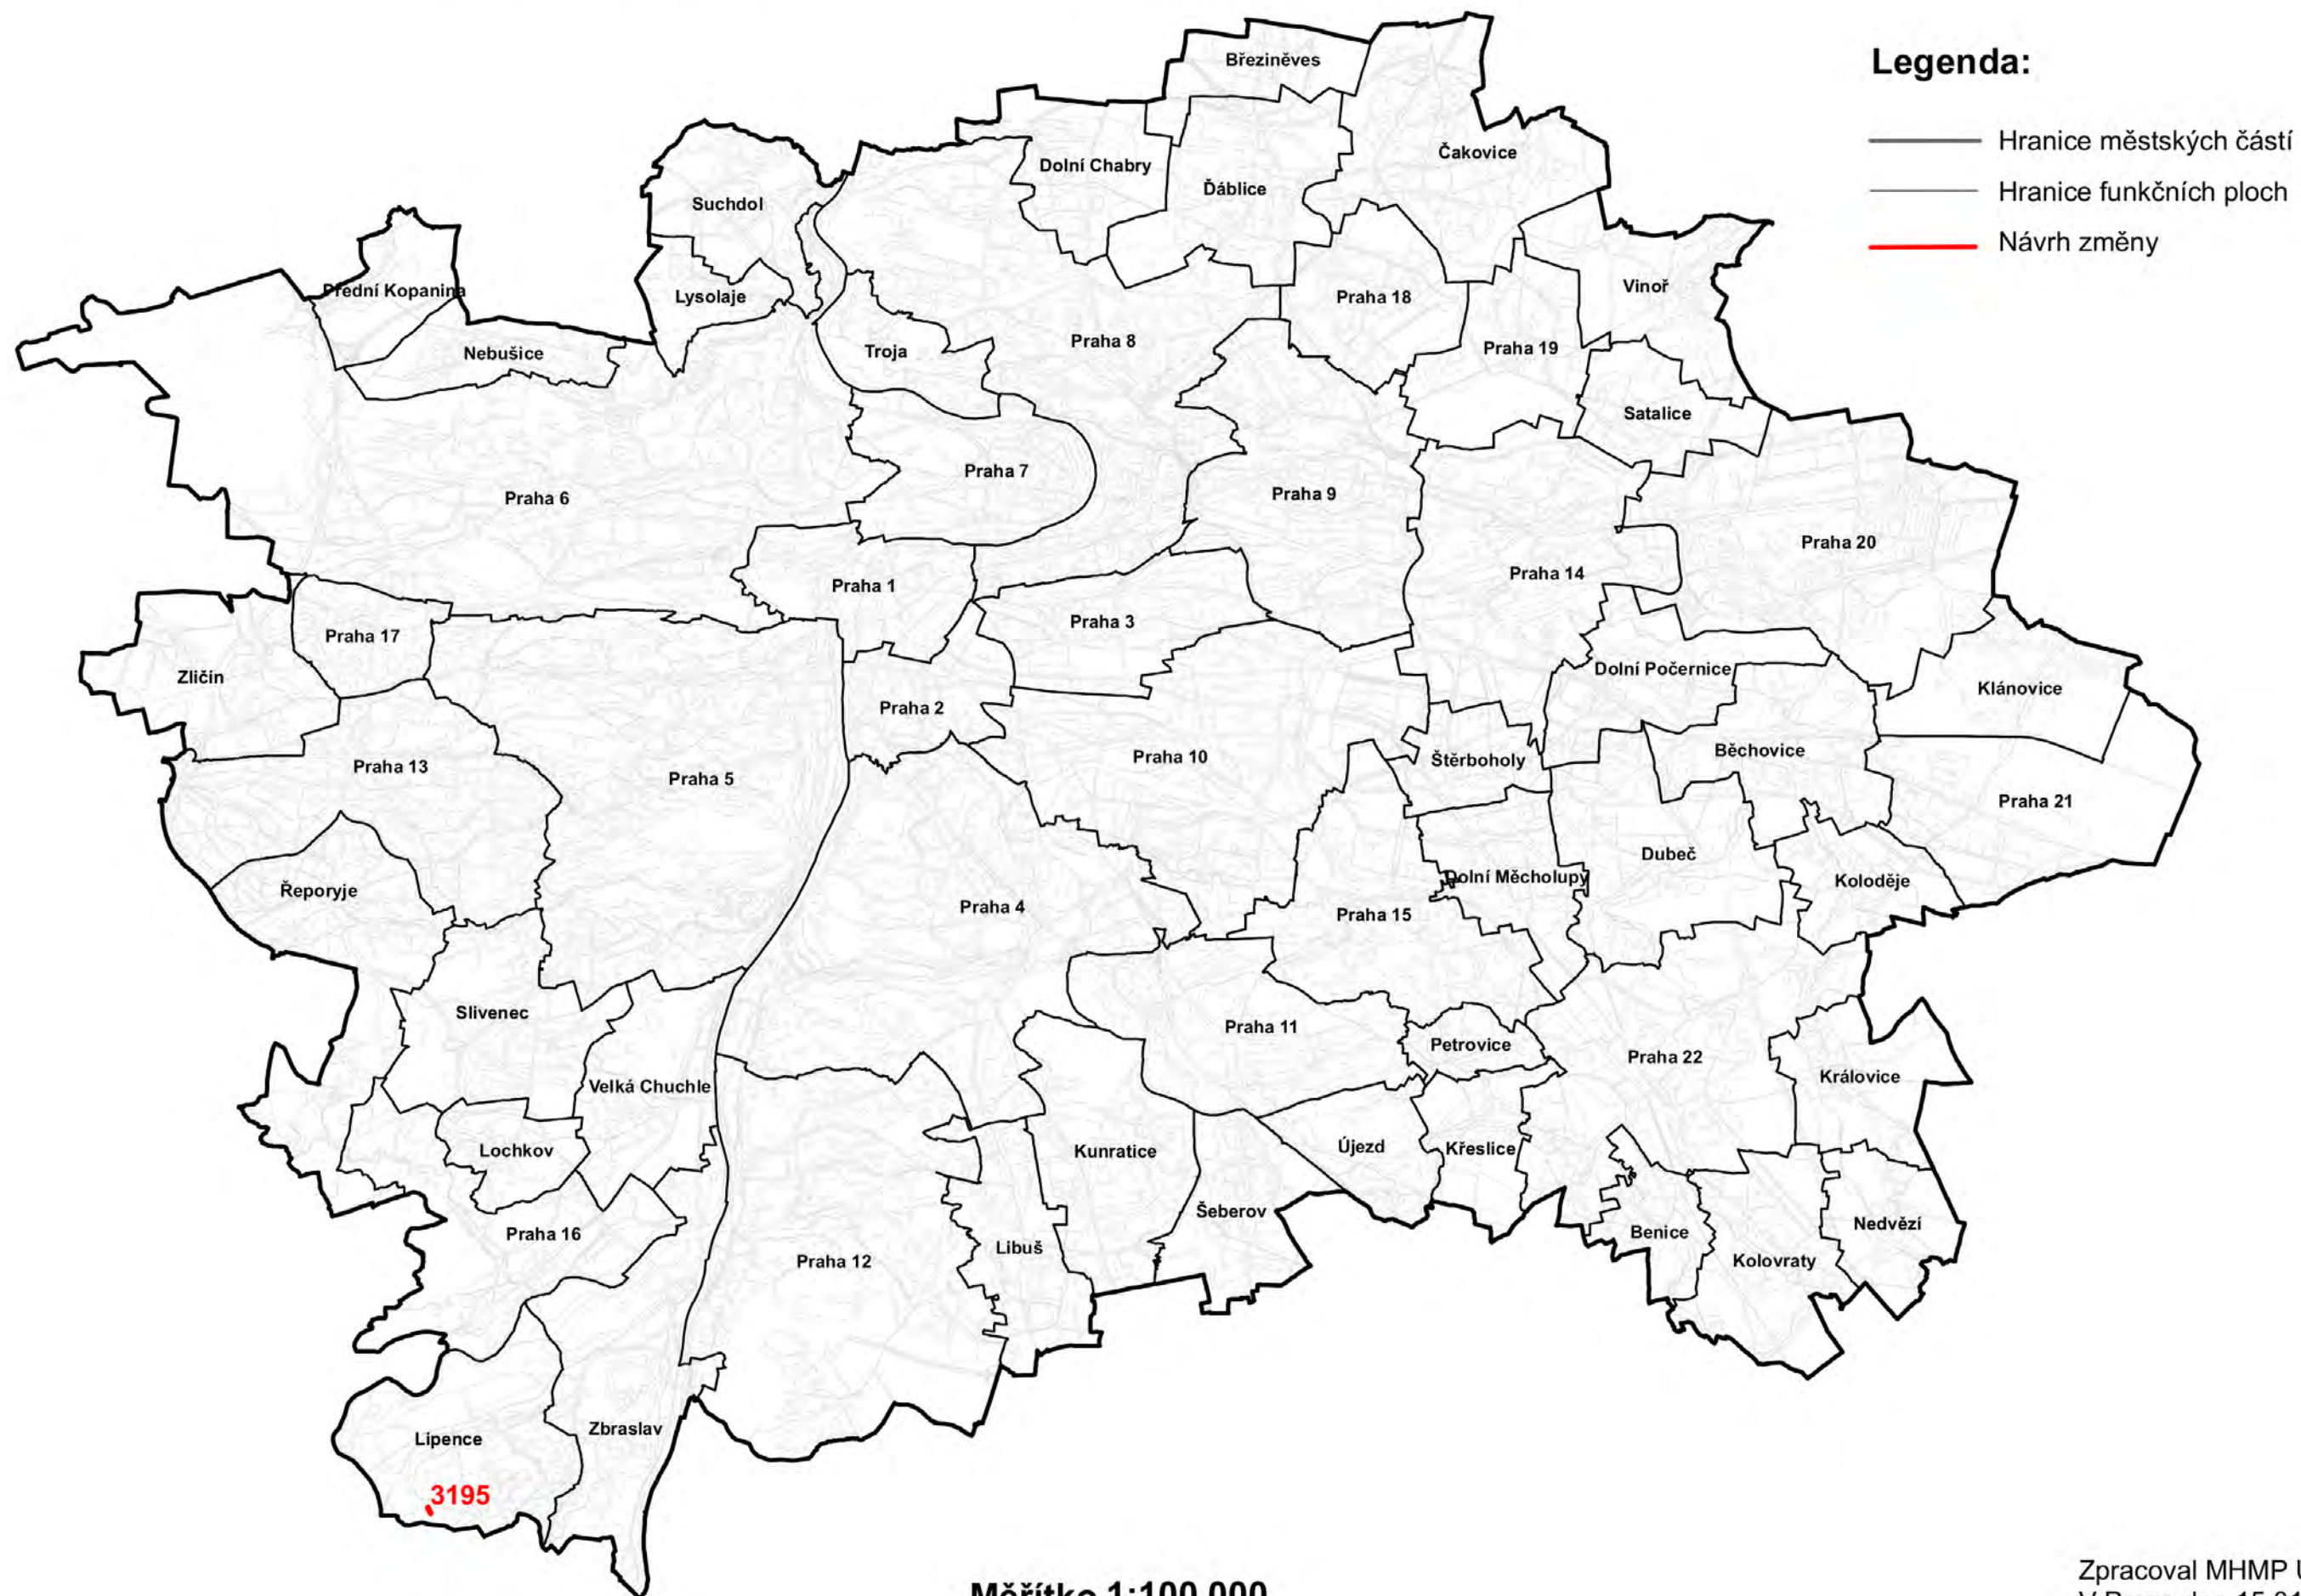 Legenda:
Hranice městských částí
Hranice funkčních ploch
Návrh změny
Březiněves
Čakovice
Dolní Chabry
Ďáblice
Suchdol
Přední Kopanina
Lysolaje
Praha 18
Vinoř
Nebušice
Troja
Praha 8
Praha 19
Satalice
Praha 6
Praha 7
Praha 9
Praha 20
Praha 14
Praha 1
Praha 3
Praha 17
Zličín
Dolní Počernice
Klánovice
Praha 2
Praha 13
Praha 5
Praha 10
Štěrboholy
Běchovice
Praha 21
Řeporyje
Praha 4
Praha 15
Dolní Měcholupy
Dubeč
Koloděje
Slivenec
Praha 11
Petrovice
Praha 22
Královice
Velká Chuchle
Lochkov
Kunratice
Újezd
Křeslice
Praha 16
Praha 12
Libuš
Šeberov
Benice
Kolovraty
Nedvězí
Lipence
Zbraslav
3195
Měřítko 1:100 000
Zpracoval MHMP